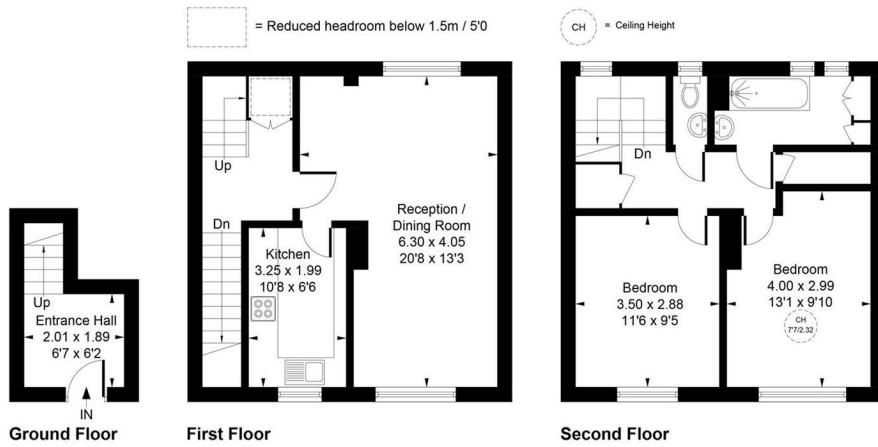 = Reduced headroom below 1.5m / 5'0
CH = Ceiling Height
Up
Entrance Hall
2.01 x 1.89
6'7 x 6'2
IN
Ground Floor
Up
Dn
Kitchen
3.25 x 1.99
10'8 x 6'6
Reception /
Dining Room
6.30 x 4.05
20'8 x 13'3
First Floor
Dn
Bedroom
3.50 x 2.88
11'6 x 9'5
Bedroom
4.00 x 2.99
13'1 x 9'10
CH
7'7/2.32
Second Floor